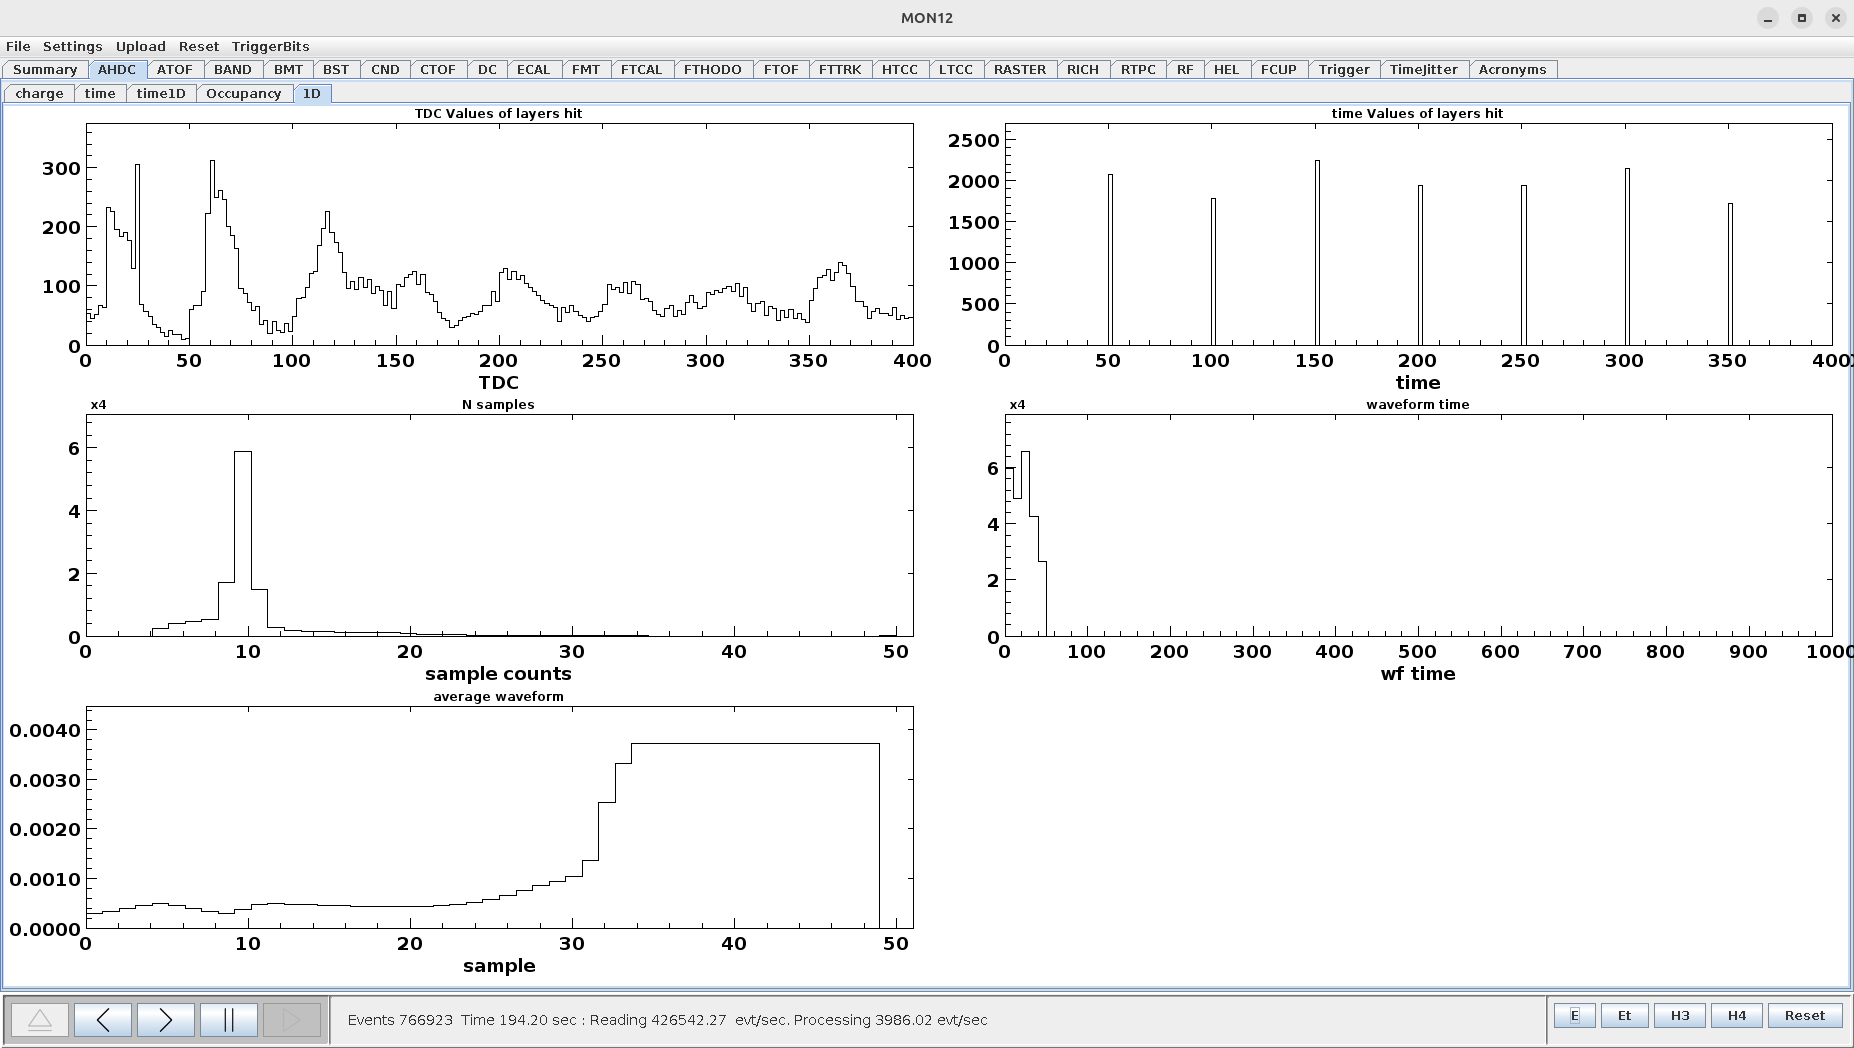 MON12
File Settings Upload Reset TriggerBits
Summary AHDC ATOF BAND BMT BST CND CTOF DC ECAL FMT FTCAL FTHODO FTOF FTTRK HTCC LTCC RASTER RICH RTPC RF HEL FCUP Trigger TimeJitter Acronyms
charge time time1D Occupancy 1D
TDC Values of layers hit
300
200
100
0
0 50 100 150 200 250 300 350 400
TDC
time Values of layers hit
2500
2000
1500
1000
500
0
0 50 100 150 200 250 300 350 400
time
x4 N samples
6
4
2
0
0 10 20 30 40 50
sample counts
x4 waveform time
6
4
2
0
0 100 200 300 400 500 600 700 800 900 1000
wf time
average waveform
0.0040
0.0030
0.0020
0.0010
0.0000
0 10 20 30 40 50
sample
Events 766923 Time 194.20 sec : Reading 426542.27 evt/sec. Processing 3986.02 evt/sec
E Et H3 H4 Reset